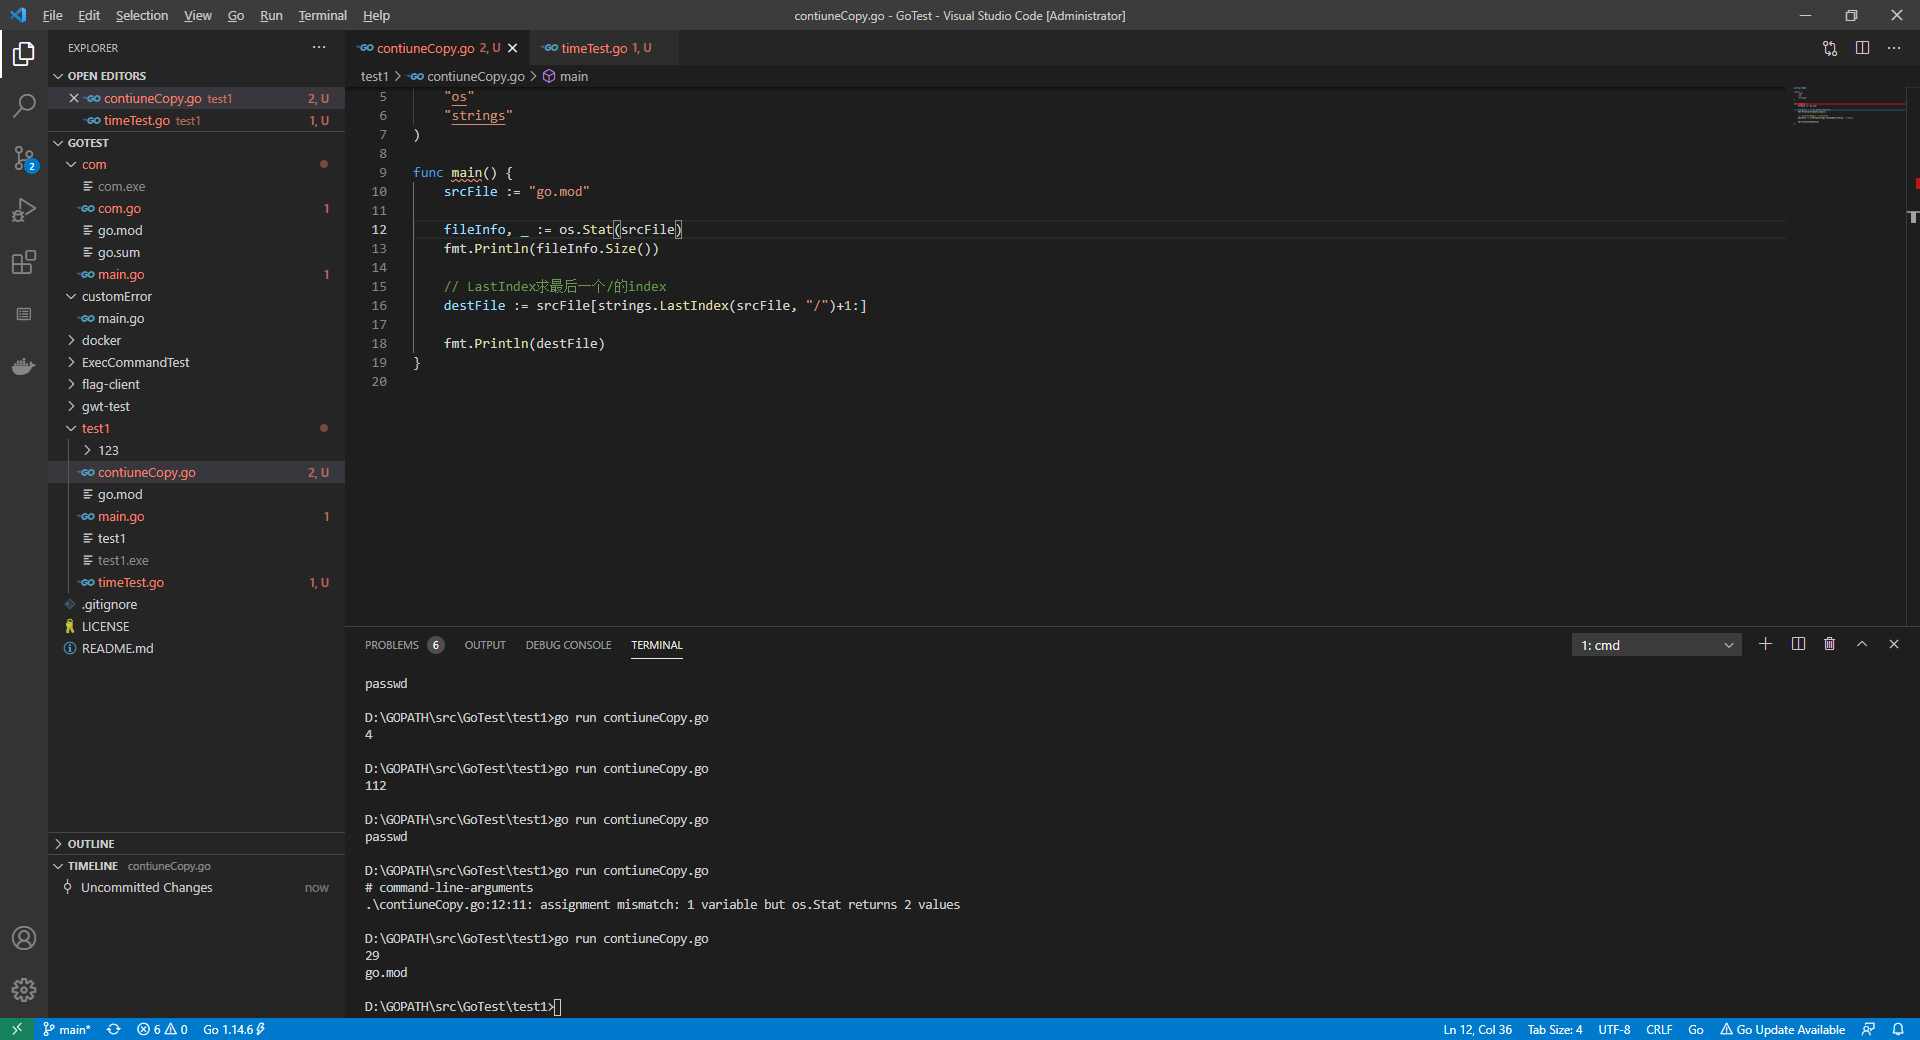 File Edit Selection View Go Run Terminal Help
contiuneCopy.go - GoTest - Visual Studio Code [Administrator]
EXPLORER
OPEN EDITORS
contiuneCopy.go test1 2, U
timeTest.go test1 1, U
GOTEST
com
com.exe
com.go 1
go.mod
go.sum
main.go 1
customError
main.go
docker
ExecCommandTest
flag-client
gwt-test
test1
123
contiuneCopy.go 2, U
go.mod
main.go 1
test1
test1.exe
timeTest.go 1, U
.gitignore
LICENSE
README.md
OUTLINE
TIMELINE contiuneCopy.go
Uncommitted Changes now
2
contiuneCopy.go 2, U
timeTest.go 1, U
test1 > contiuneCopy.go > main
5 "os"
6 "strings"
7 )
8
9 func main() {
10 srcFile := "go.mod"
11
12 fileInfo, _ := os.Stat(srcFile)
13 fmt.Println(fileInfo.Size())
14
15 // LastIndex求最后一个/的index
16 destFile := srcFile[strings.LastIndex(srcFile, "/")+1:]
17
18 fmt.Println(destFile)
19 }
20
PROBLEMS 6 OUTPUT DEBUG CONSOLE TERMINAL
1: cmd
passwd
D:\GOPATH\src\GoTest\test1>go run contiuneCopy.go
4
D:\GOPATH\src\GoTest\test1>go run contiuneCopy.go
112
D:\GOPATH\src\GoTest\test1>go run contiuneCopy.go
passwd
D:\GOPATH\src\GoTest\test1>go run contiuneCopy.go
# command-line-arguments
.\contiuneCopy.go:12:11: assignment mismatch: 1 variable but os.Stat returns 2 values
D:\GOPATH\src\GoTest\test1>go run contiuneCopy.go
29
go.mod
D:\GOPATH\src\GoTest\test1>
main* 6 0 Go 1.14.6
Ln 12, Col 36 Tab Size: 4 UTF-8 CRLF Go Go Update Available